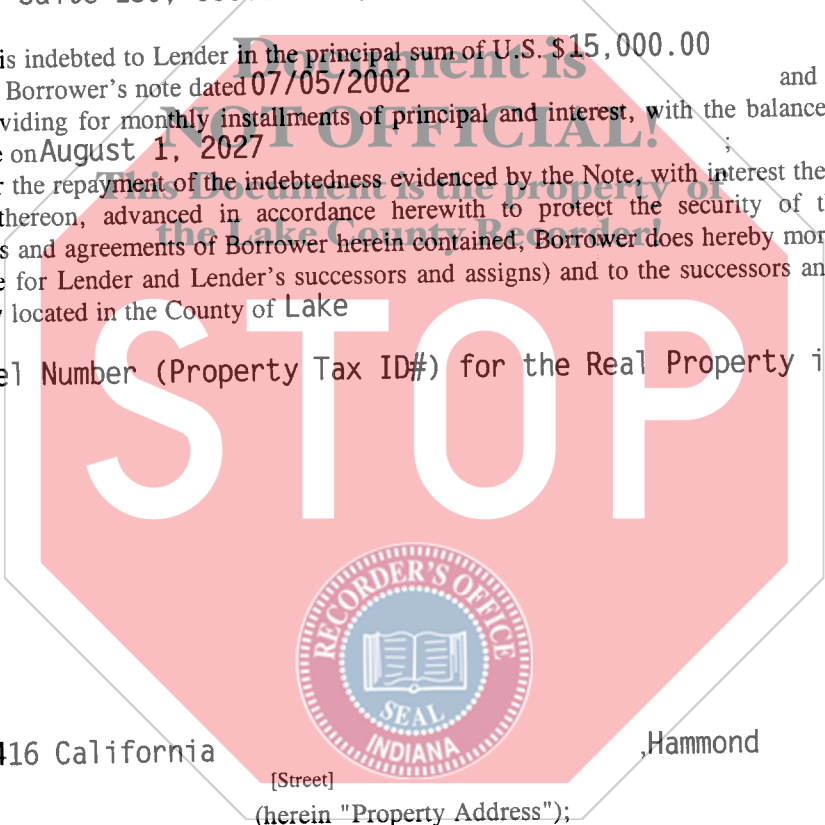 is indebted to Lender in the principal sum of U.S. $15,000.00
Borrower's note dated 07/05/2002 and
viding for monthly installments of principal and interest, with the balance
on August 1, 2027 ;
the repayment of the indebtedness evidenced by the Note, with interest the
thereon, advanced in accordance herewith to protect the security of t
s and agreements of Borrower herein contained, Borrower does hereby mor
e for Lender and Lender's successors and assigns) and to the successors an
located in the County of Lake
el Number (Property Tax ID#) for the Real Property i
416 California ,Hammond
[Street]
(herein "Property Address");
Document is
NOT OFFICIAL!
This Document is the property of
the Lake County Recorder!
STOP
RECORDER'S OFFICE
SEAL
INDIANA